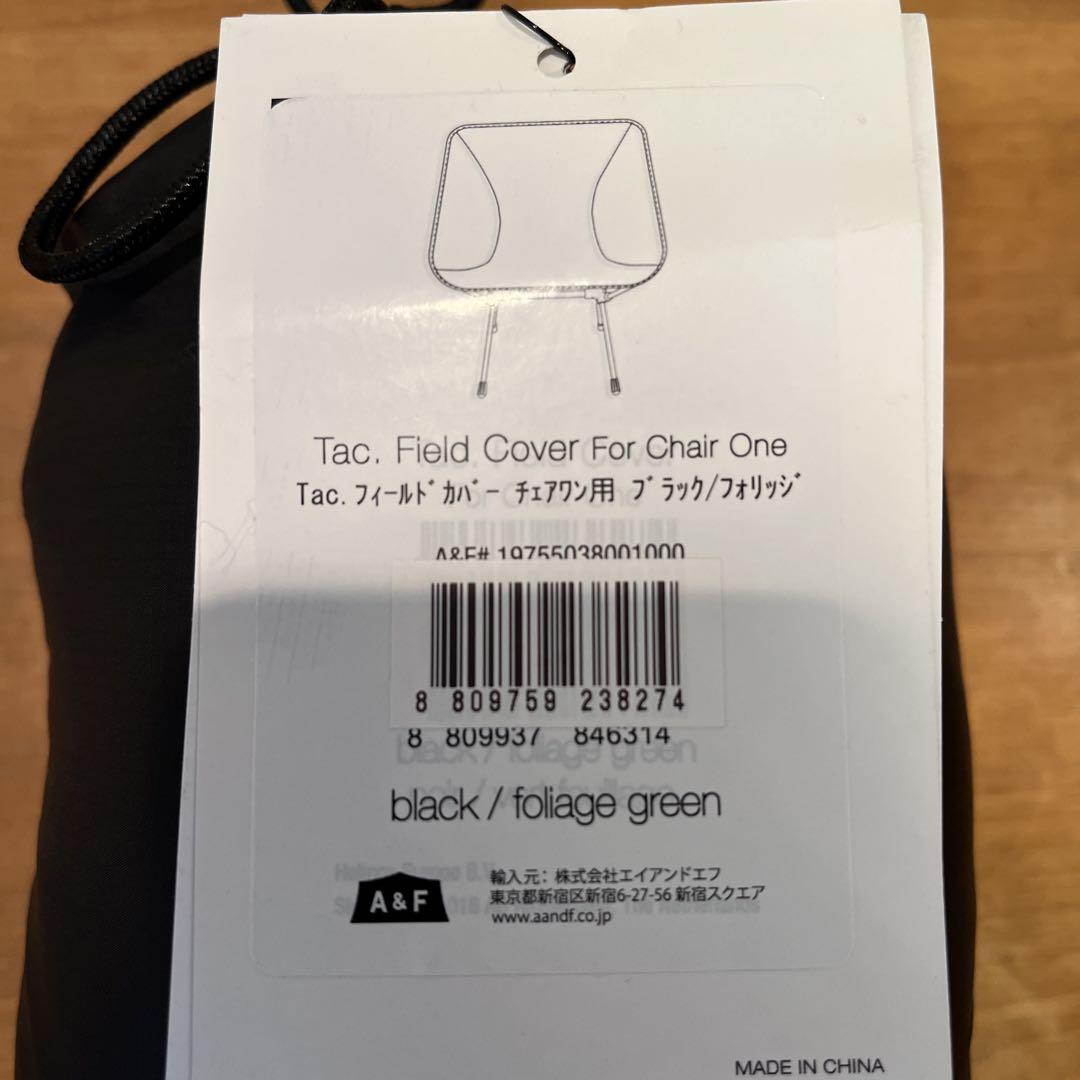 Tac. Field Cover For Chair One
Tac.フィールドカバー チェアワン用 ブラック/フォリッジ
A&F# 19755038001000
8 809759 238274
8 809937 846314
black / foliage green
A & F
輸入元：株式会社エイアンドエフ
東京都新宿区新宿6-27-56 新宿スクエア
www.aandf.co.jp
MADE IN CHINA